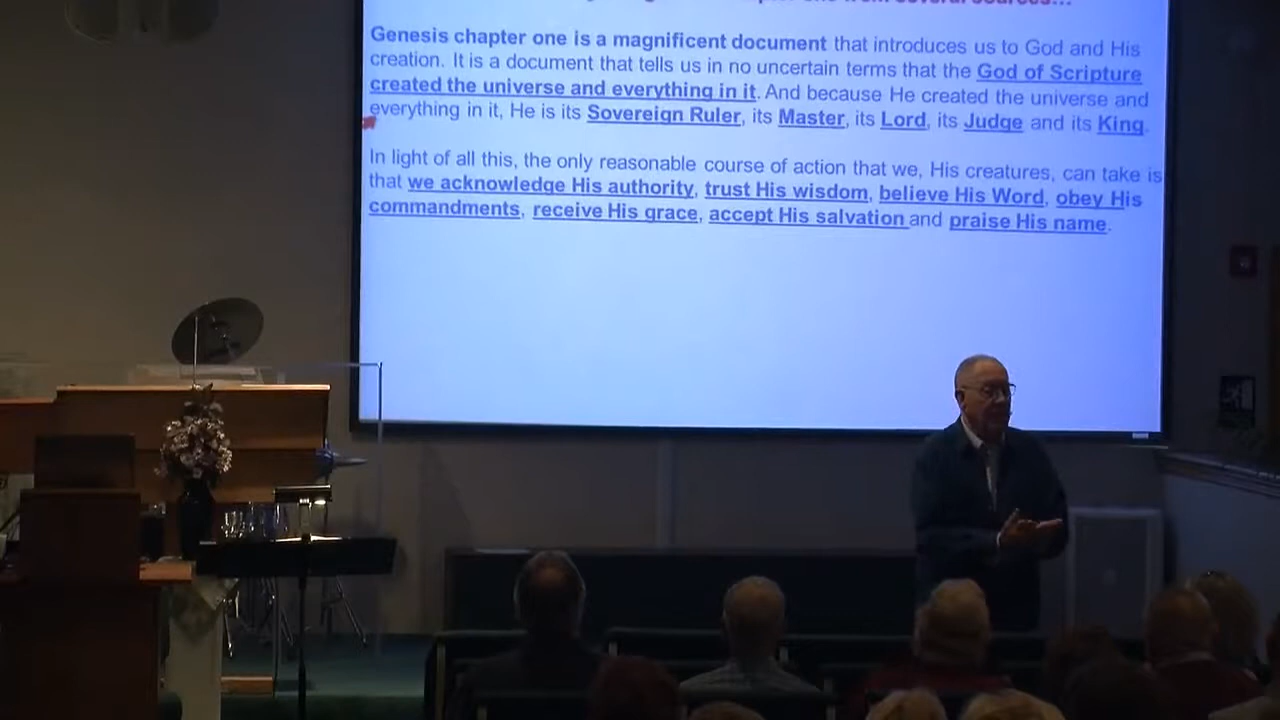 Genesis chapter one is a magnificent document that introduces us to God and His
creation. It is a document that tells us in no uncertain terms that the God of Scripture
created the universe and everything in it. And because He created the universe and
everything in it, He is its Sovereign Ruler, its Master, its Lord, its Judge and its King.
In light of all this, the only reasonable course of action that we, His creatures, can take is
that we acknowledge His authority, trust His wisdom, believe His Word, obey His
commandments, receive His grace, accept His salvation and praise His name.